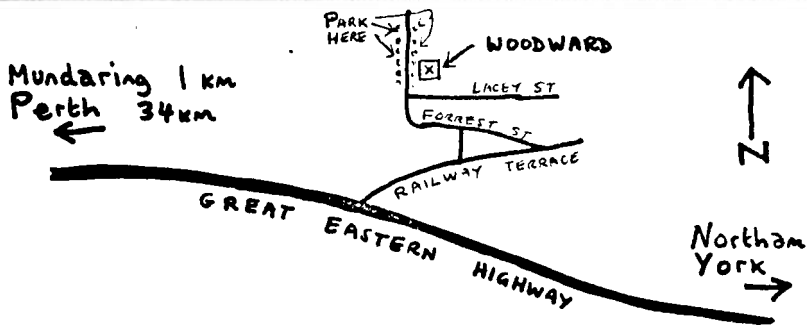 PARK
HERE
WOODWARD
X
Mundaring 1 km
Perth 34km
LACEY ST
FORREST ST
RAILWAY TERRACE
GREAT EASTERN HIGHWAY
N
Northam
York